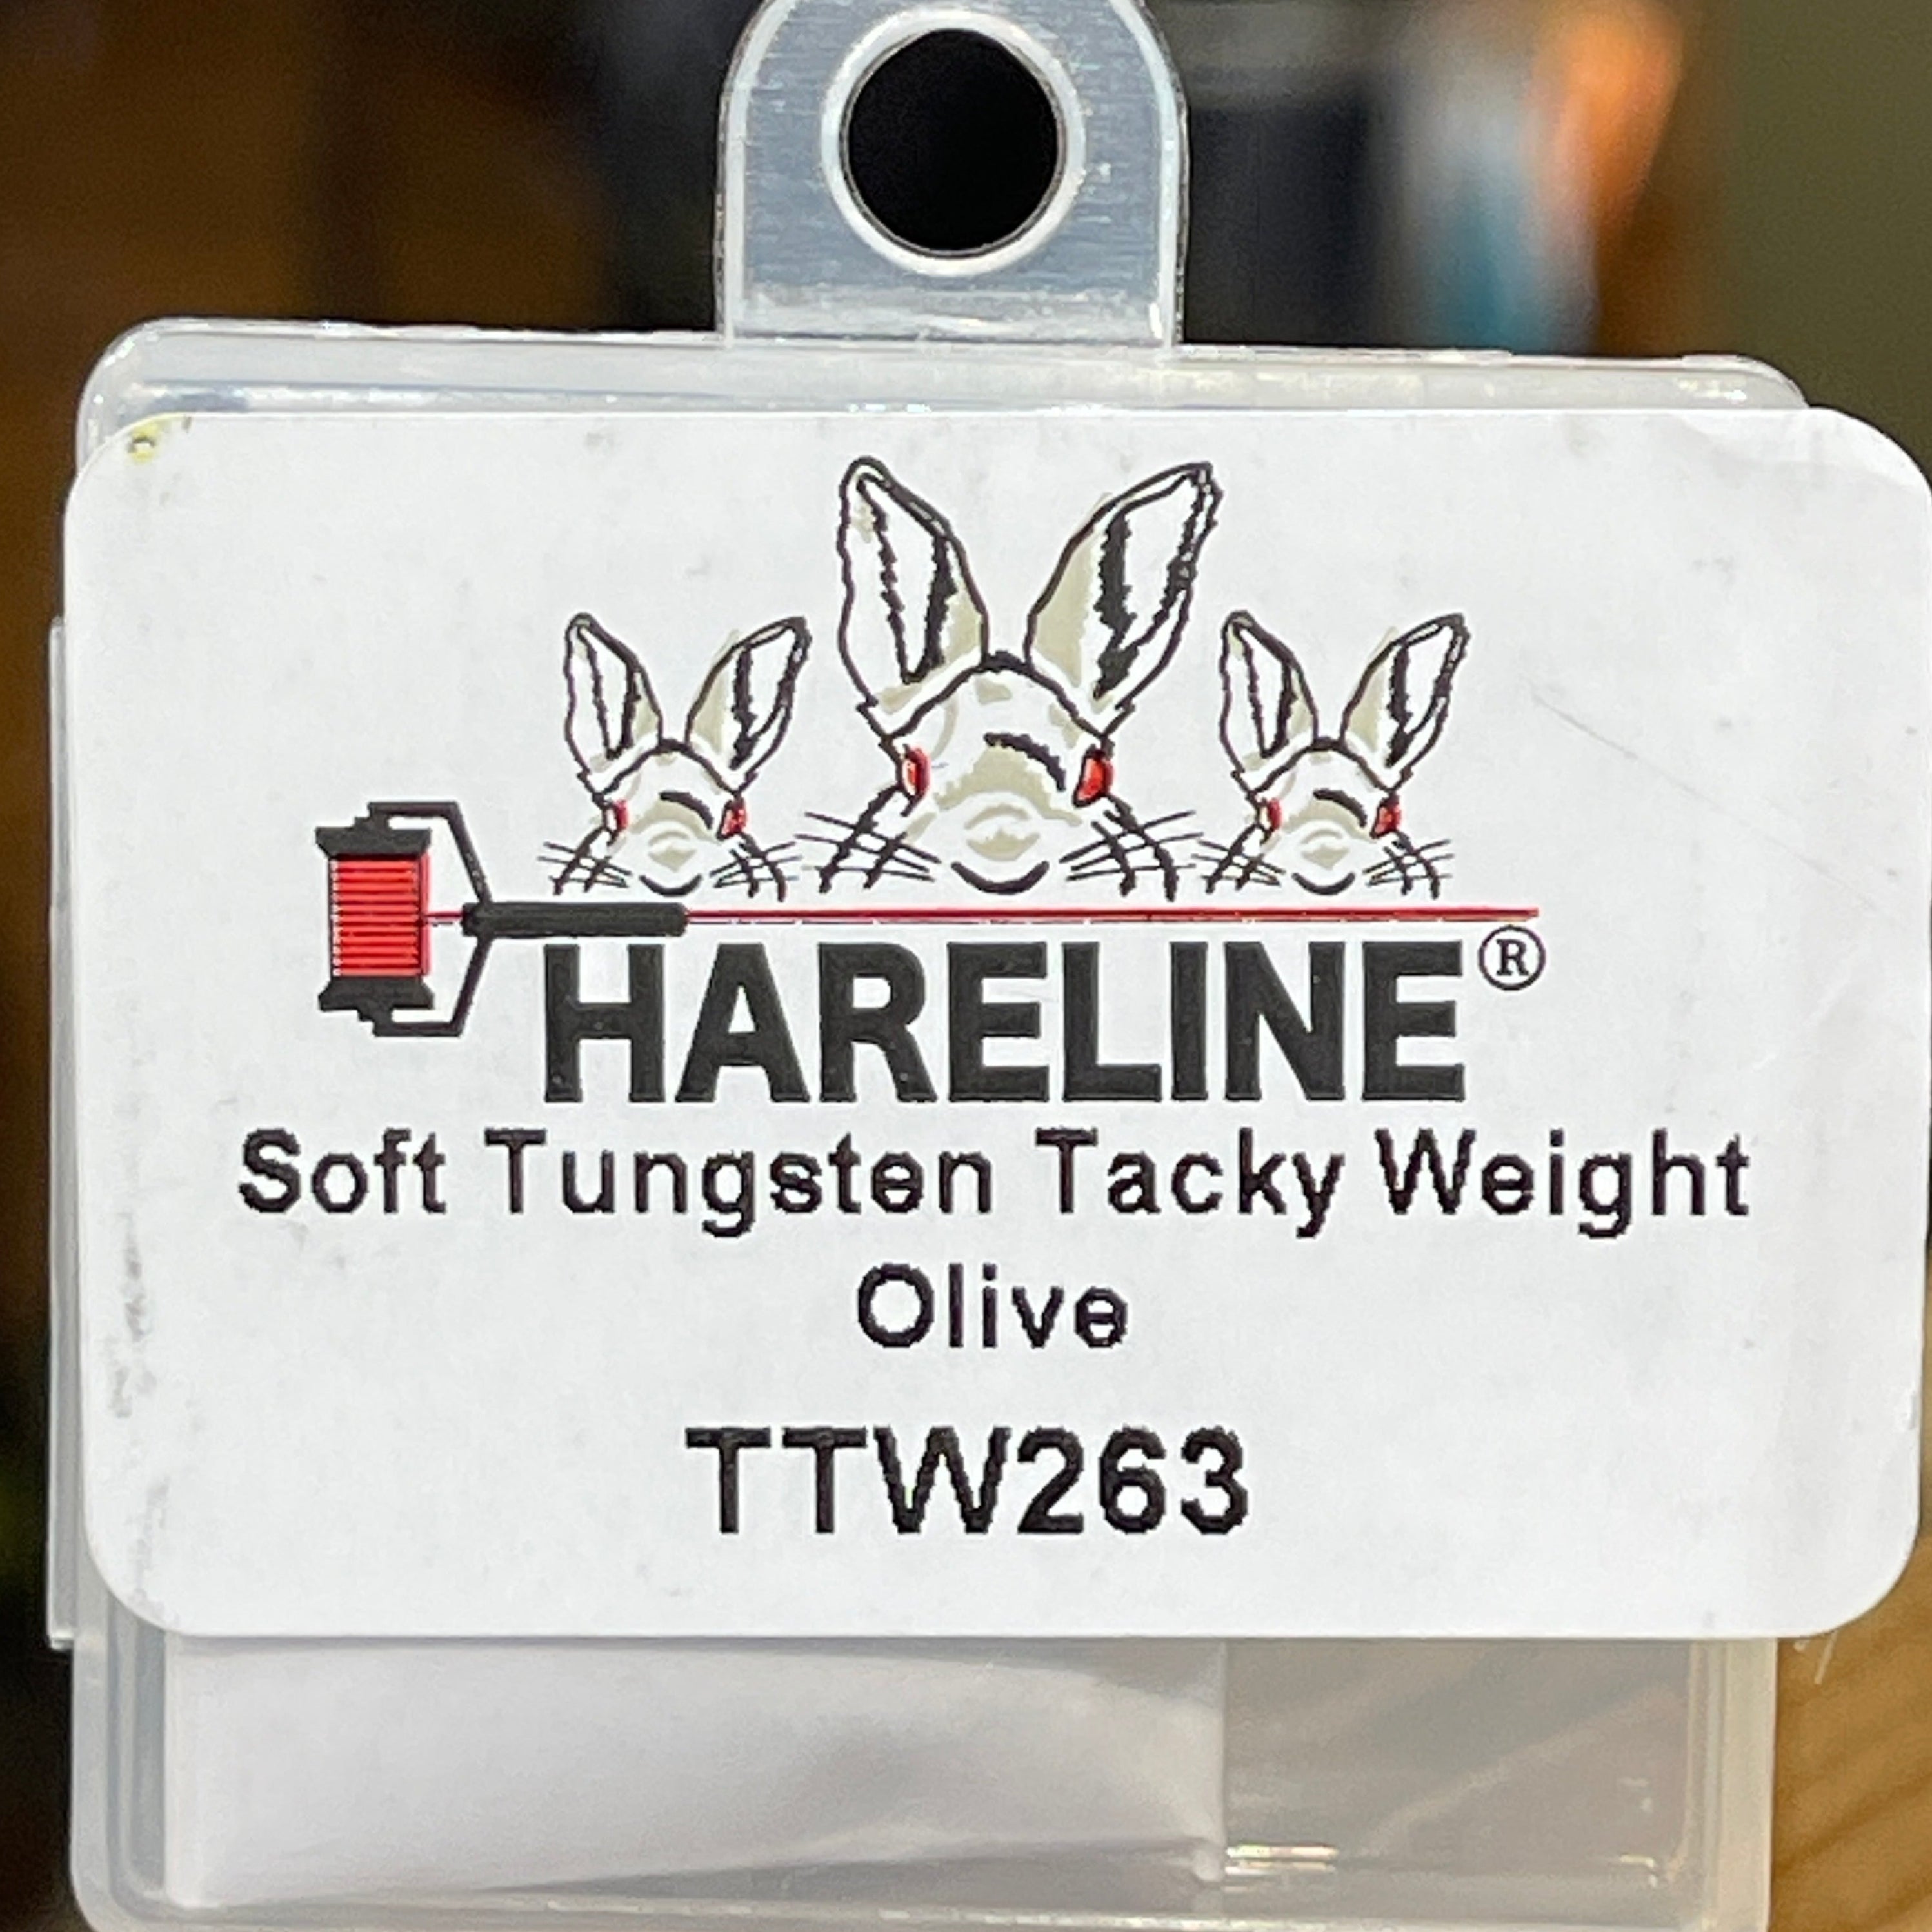 HARELINE®
Soft Tungsten Tacky Weight
Olive
TTW263